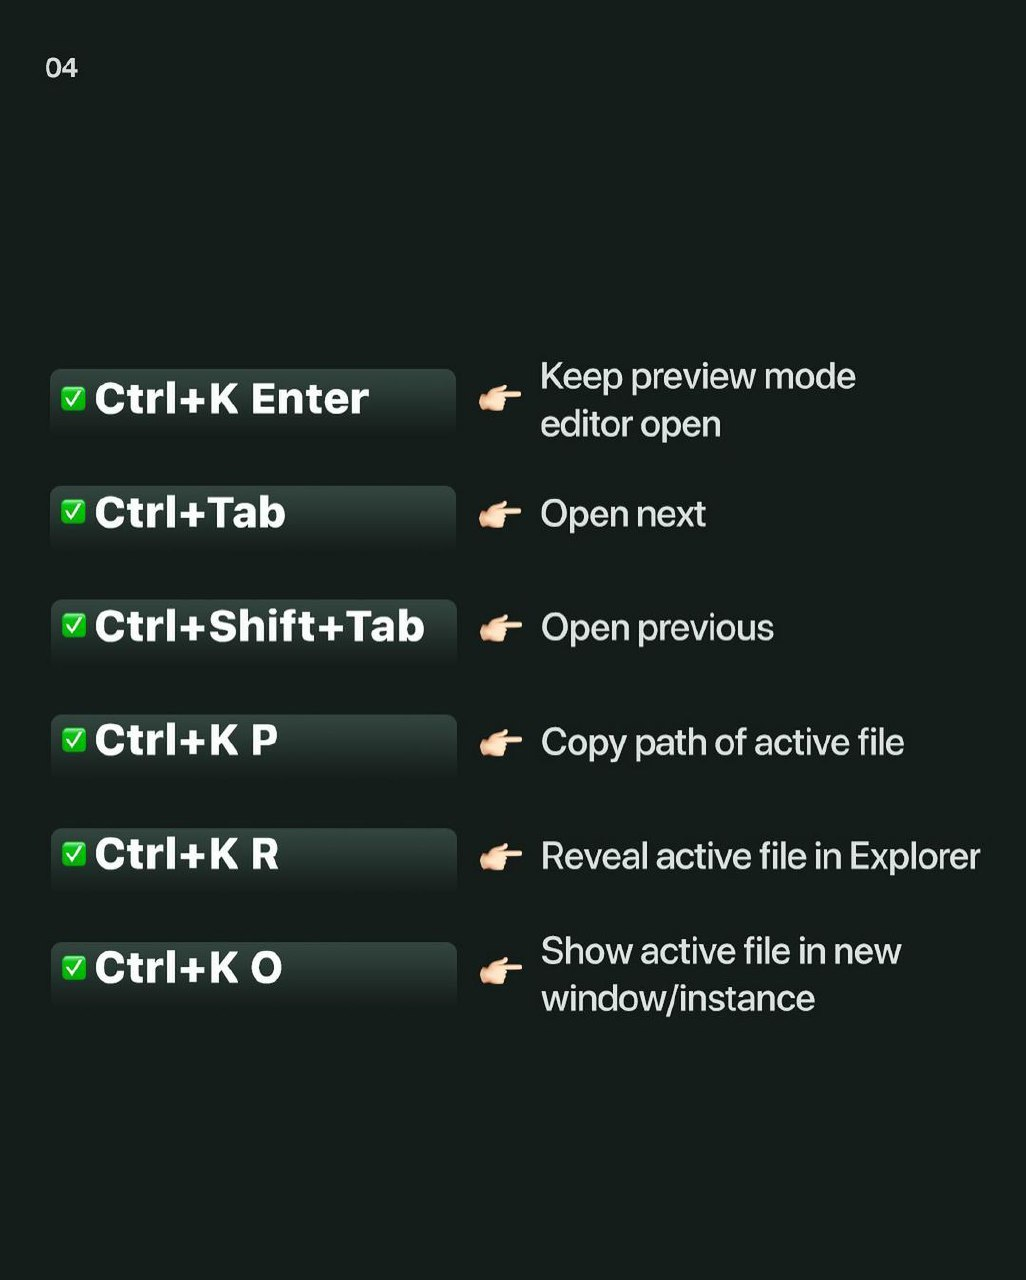 04
✅ Ctrl+K Enter 👉🏻 Keep preview mode
editor open
✅ Ctrl+Tab 👉🏻 Open next
✅ Ctrl+Shift+Tab 👉🏻 Open previous
✅ Ctrl+K P 👉🏻 Copy path of active file
✅ Ctrl+K R 👉🏻 Reveal active file in Explorer
✅ Ctrl+K O 👉🏻 Show active file in new
window/instance